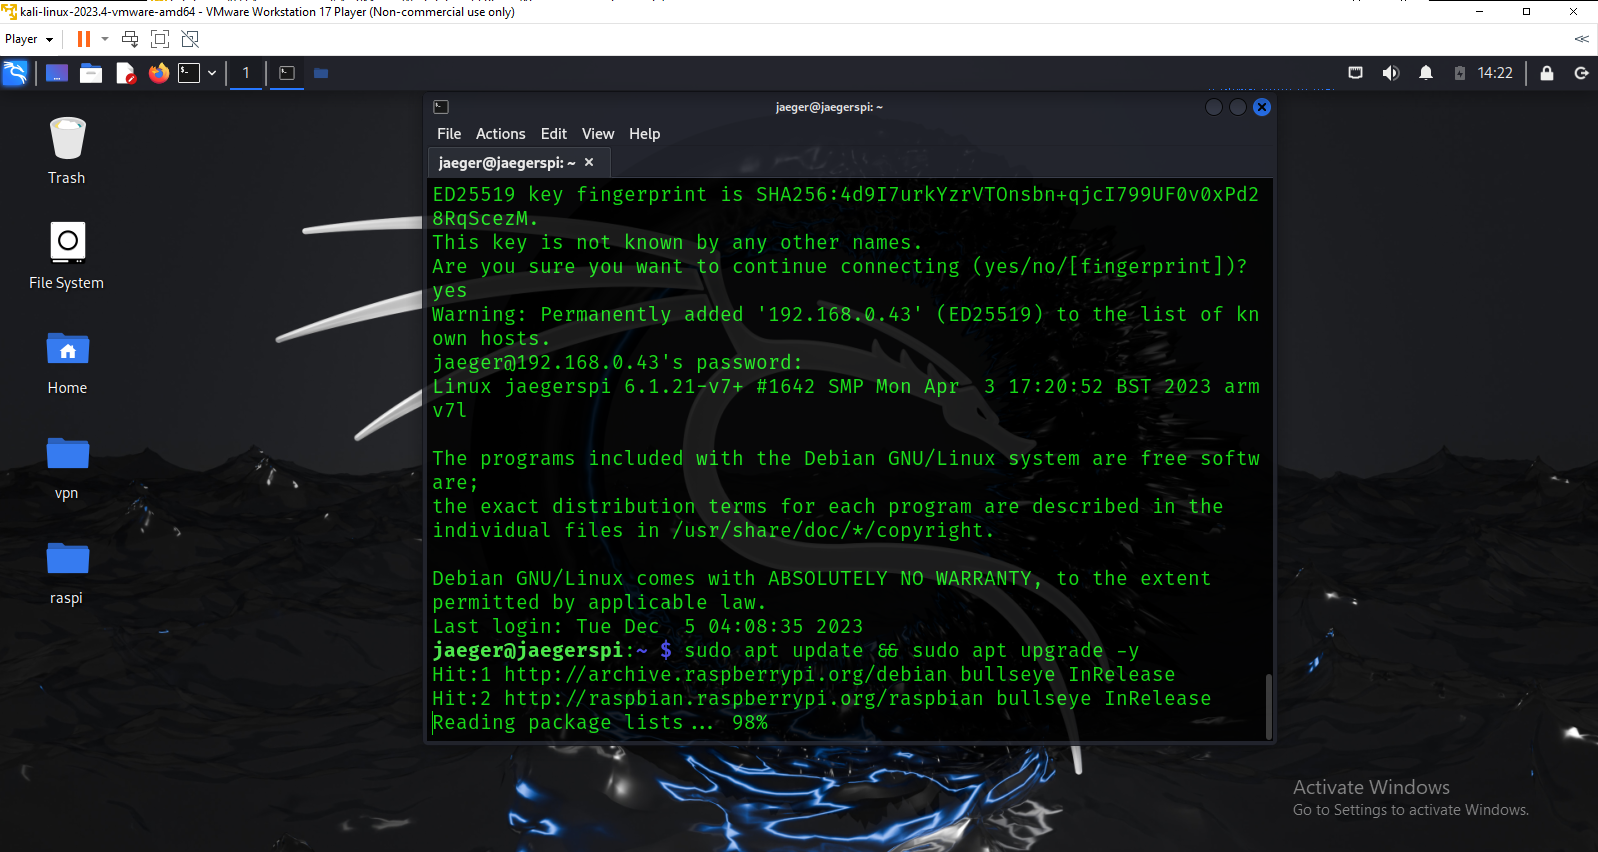 kali-linux-2023.4-vmware-amd64 - VMware Workstation 17 Player (Non-commercial use only)
Player
1
14:22
jaeger@jaegerspi: ~
File Actions Edit View Help
jaeger@jaegerspi: ~
Trash
File System
Home
vpn
raspi
ED25519 key fingerprint is SHA256:4d9I7urkYzrVTOnsbn+qjcI799UF0v0xPd2
8RqScezM.
This key is not known by any other names.
Are you sure you want to continue connecting (yes/no/[fingerprint])?
yes
Warning: Permanently added '192.168.0.43' (ED25519) to the list of kn
own hosts.
jaeger@192.168.0.43's password:
Linux jaegerspi 6.1.21-v7+ #1642 SMP Mon Apr  3 17:20:52 BST 2023 arm
v7l
The programs included with the Debian GNU/Linux system are free softw
are;
the exact distribution terms for each program are described in the
individual files in /usr/share/doc/*/copyright.
Debian GNU/Linux comes with ABSOLUTELY NO WARRANTY, to the extent
permitted by applicable law.
Last login: Tue Dec  5 04:08:35 2023
jaeger@jaegerspi:~ $ sudo apt update && sudo apt upgrade -y
Hit:1 http://archive.raspberrypi.org/debian bullseye InRelease
Hit:2 http://raspbian.raspberrypi.org/raspbian bullseye InRelease
Reading package lists... 98%
Activate Windows
Go to Settings to activate Windows.